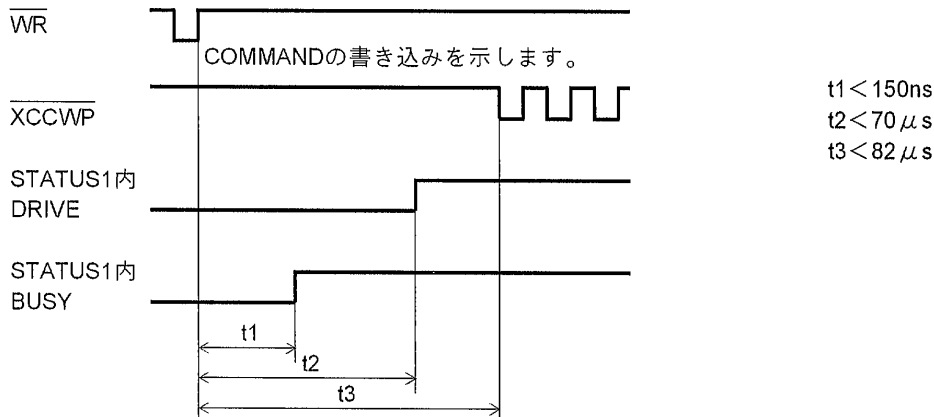 WR
COMMANDの書き込みを示します。
XCCWP
t1<150ns
t2<70μs
t3<82μs
STATUS1内
DRIVE
STATUS1内
BUSY
t1
t2
t3